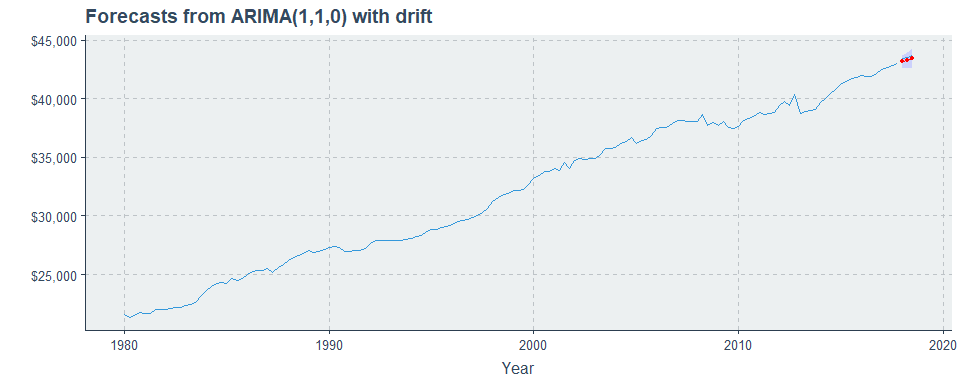 Forecasts from ARIMA(1,1,0) with drift
$45,000
$40,000
$35,000
$30,000
$25,000
1980 1990 2000 2010 2020
Year